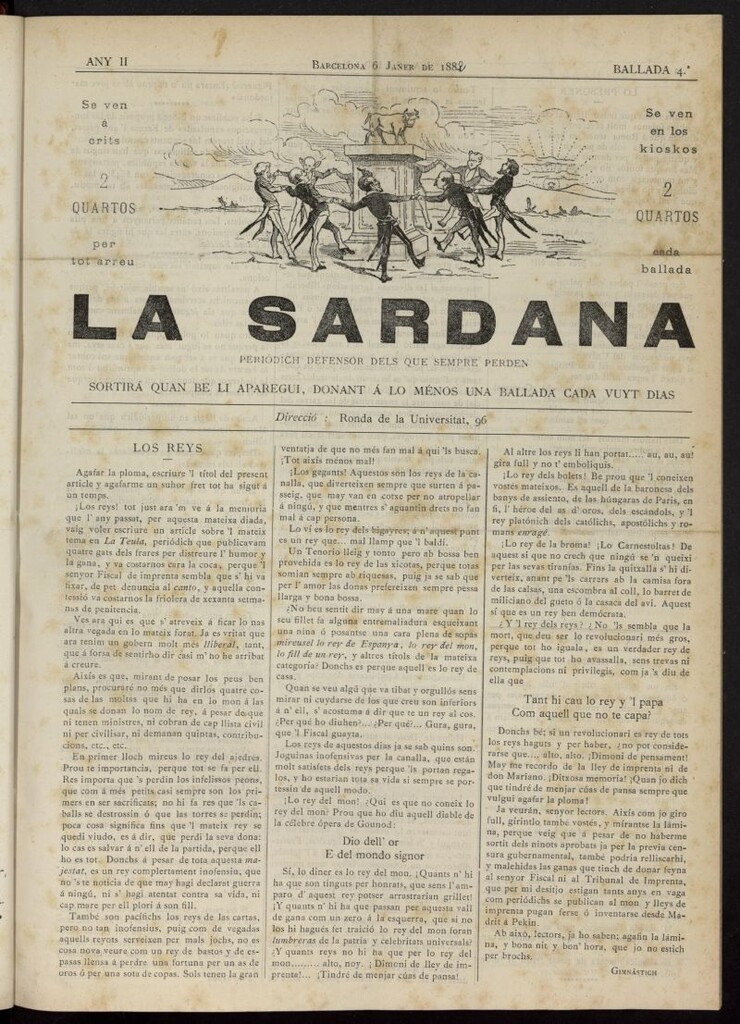 ANY II
BARCELONA 6 JANER DE 1882
BALLADA 4.ª
Se ven
á
crits
2
QUARTOS
per
tot arreu
Se ven
en los
kioskos
2
QUARTOS
cada
ballada
LA SARDANA
PERIÓDICH DEFENSOR DELS QUE SEMPRE PERDEN
SORTIRÁ QUAN BE LI APAREGUI, DONANT Á LO MÉNOS UNA BALLADA CADA VUYT DIAS
Direcció: Ronda de la Universitat, 96
LOS REYS
Agafar la ploma, escriure 'l títol del present
article y agafarme un suhor fret tot ha sigut á
un temps.
¡Los reys! tot just ara 'm ve á la memoria
que l' any passat, per aquesta mateixa diada,
vaig voler escriure un article sobre 'l mateix
tema en La Teula, periódich que publicavam
quatre gats dels frares per distreure l' humor y
la gana, y va costarnos cara la coca, perque 'l
senyor Fiscal de imprenta sembla que s' hi va
fixar, de pet denuncia al canto, y aquella con-
tessió va costarnos la friolera de xexanta setma-
nas de penitencia.
Ves ara qui es que s' atreveix á ficar lo nas
altra vegada en lo mateix forat. Ja es vritat que
ara tenim un gobern molt més lliberal, tant,
que á forsa de sentirho dir casi m' ho he arribat
á creure.
Aixís es que, mirant de posar los peus ben
plans, procuraré no més que dirlos quatre co-
sas de las moltas que hi ha en lo mon á las
quals se donan lo nom de rey, á pesar de que
ni tenen ministres, ni cobran de cap llista civil
ni per civilisar, ni demanan quintas, contribu-
cions, etc., etc.
En primer lloch mireus lo rey del ajedres.
Prou te importancia, perque tot se fa per ell.
Res importa que 's perdin los infelissos peons,
que com á més petits casi sempre son los pri-
mers en ser sacrificats; no hi fa res que 'ls ca-
balls se destrossin ó que las torres se perdin;
poca cosa significa fins que 'l mateix rey se
quedi viudo, es á dir, que perdi la seva dona:
lo cas es salvar á n' ell de la partida, perque ell
ho es tot. Donchs á pesar de tota aquesta ma-
jestat, es un rey complertament inofensiu, que
no 's te noticia de que may hagi declarat guerra
á ningú, ni s' hagi atentat contra sa vida, ni
cap mare per ell plori á son fill.
També son pacífichs los reys de las cartas,
pero no tan inofensius, puig com de vegadas
aquells reyots serveixen per mals jochs, no es
cosa nova veure com un rey de bastos y de es-
pasas llensa á perdre una fortuna per un as de
oros ó per una sota de copas. Sols tenen la gran
ventatja de que no més fan mal á qui 'ls busca.
¡Tot aixís ménos mal!
¡Los gegants! Aquestos son los reys de la ca-
nalla, que diverteixen sempre que surten á pas-
seig, que may van en cotxe per no atropellar
á ningú, y que mentres s' aguantin drets no fan
mal á cap persona.
Lo ví es lo rey dels bigayres; á n' aquest punt
es un rey que... mal llamp que 'l baldi.
Un Tenorio lleig y tonto pero ab bossa ben
provehida es lo rey de las xicotas, perque totas
somian sempre ab riquesas, puig ja se sab que
per l' amor las donas prefereixen sempre pessa
llarga y bona bossa.
¿No heu sentit dir may á una mare quan lo
seu fillet fa alguna entremaliadura esqueixant
una nina ó posantse una cara plena de sopas
mireusel lo rey de Espanya, lo rey del mon,
lo fill de un rey, y altres títols de la mateixa
categoría? Donchs es perque aquell es lo rey de
casa.
Quan se veu algú que va tibat y orgullós sens
mirar ni cuydarse de los que creu son inferiors
á n' ell, s' acostuma á dir que te un rey al cos.
¿Per qué ho diuhen?... ¿Per qué?... Gura, gura,
que 'l Fiscal guayta.
Los reys de aquestos dias ja se sab quins son.
Joguinas inofensivas per la canalla, que están
molt satisfets dels reys perque 'ls portan rega-
los, y ho estarian tota sa vida si sempre se por-
tessin de aquell modo.
¡Lo rey del mon! ¿Qui es que no coneix lo
rey del mon? Prou que ho diu aquell diable de
la célebre ópera de Gounod:
Dio dell' or
E del mondo signor
Sí, lo diner es lo rey del mon. ¡Quants n' hi
ha que son tinguts per honrats, que sens l' am-
paro d' aquest rey potser arrastrarian grillet!
¡Y quants n' hi ha que passan per aquesta vall
de gana com un zero á la esquerra, que si no
los hi hagués fet traició lo rey del mon foran
lumbreras de la patria y celebritats universals?
¡Y quants reys no hi ha que per lo rey del
mon......... alto, noy. ¡Dimoni de lley de im-
prenta!... ¡Tindré de menjar cúas de pansa!
Al altre los reys li han portat..... au, au, au!
gira full y no t' emboliquis.
¡Lo rey dels bolets! Be prou que 'l coneixen
vostés mateixos. Es aquell de la baronesa dels
banys de assiento, de las húngaras de Paris, en
fi, l' héroe del as d' oros, dels escándols, y 'l
rey platónich dels católichs, apostólichs y ro-
mans enragé.
Lo rey de la broma! ¡Lo Carnestoltas! De
aquest si que no crech que ningú se 'n queixi
per las sevas tiranías. Fins la quitxalla s' hi di-
verteix, anant pe 'ls carrers ab la camisa fora
de las calsas, una escombra al coll, lo barret de
miliciano del gueto ó la casaca del avi. Aquest
sí que es un rey ben demócrata.
¿Y 'l rey dels reys? ¿No 'ls sembla que la
mort, que deu ser lo revolucionari més gros,
perque tot ho iguala, es un verdader rey de
reys, puig que tot ho avassalla, sens trevas ni
contemplacions ni privilegis, com ja 's diu de
ella que
Tant hi cau lo rey y 'l papa
Com aquell que no te capa?
Donchs bé; si un revolucionari es rey de tots
los reys haguts y per haber, ¿no pot conside-
rarse que.... alto, alto. ¡Dimoni de pensament!
May me recordo de la lley de imprenta ni de
don Mariano. ¡Ditxosa memoria! ¡Quan jo dich
que tindré de menjar cúas de pansa sempre que
vulgui agafar la ploma!
Ja veurán, senyor lectors. Aixís com jo giro
full, girintlo també vostés, y mirantse la lámi-
na, perque veig que á pesar de no haberme
sortit dels ninots aprobats ja per la previa cen-
sura gubernamental, també podria relliscarhi,
y malehidas las ganas que tinch de donar feyna
al senyor Fiscal ni al Tribunal de Imprenta,
que per mi desitjo estigan tants anys en vaga
com periódichs se publican al mon y lleys de
imprenta pugan ferse ó inventarse desde Ma-
drit á Pekin.
Ab aixó, lectors, ja ho saben; agafin la lámi-
na, y bona nit y bon' hora, que jo no estich
per brochs.
GIMNÁSTICH